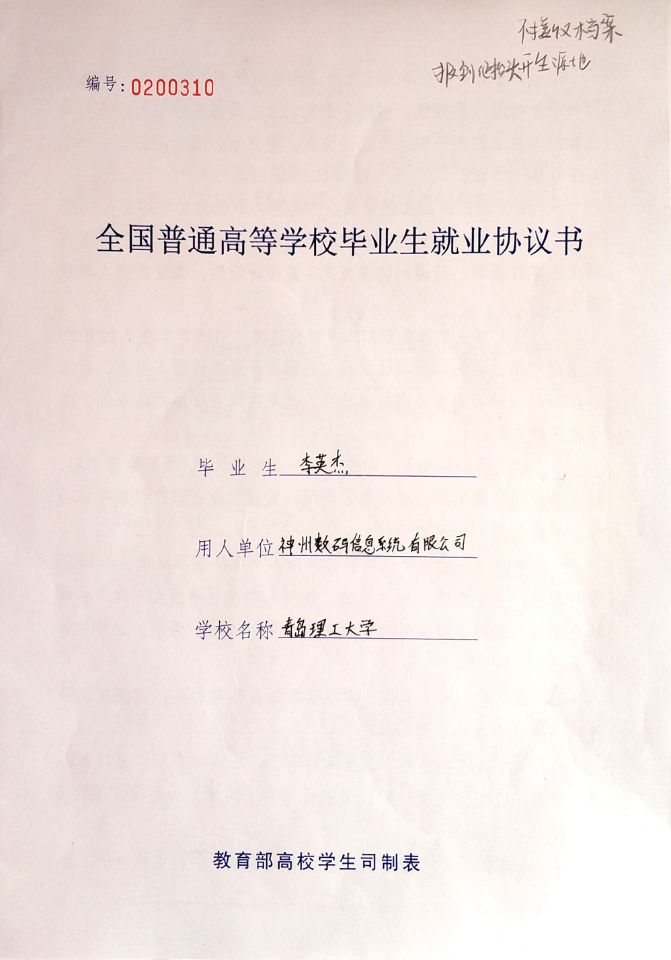 不接收档案
报到证抬头开生源地
编号:0200310
全国普通高等学校毕业生就业协议书
毕 业 生 李英杰
用人单位 神州数码信息系统有限公司
学校名称 青岛理工大学
教育部高校学生司制表